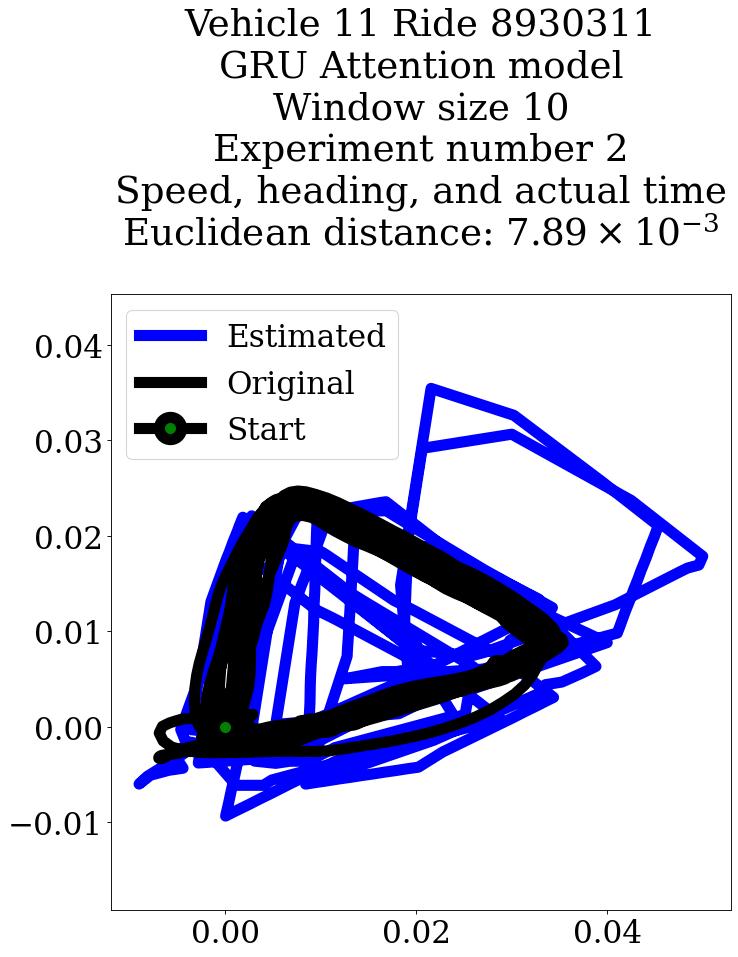 Vehicle 11 Ride 8930311
GRU Attention model
Window size 10
Experiment number 2
Speed, heading, and actual time
Euclidean distance: 7.89 × 10⁻³
Estimated
Original
Start
0.04
0.03
0.02
0.01
0.00
−0.01
0.00 0.02 0.04